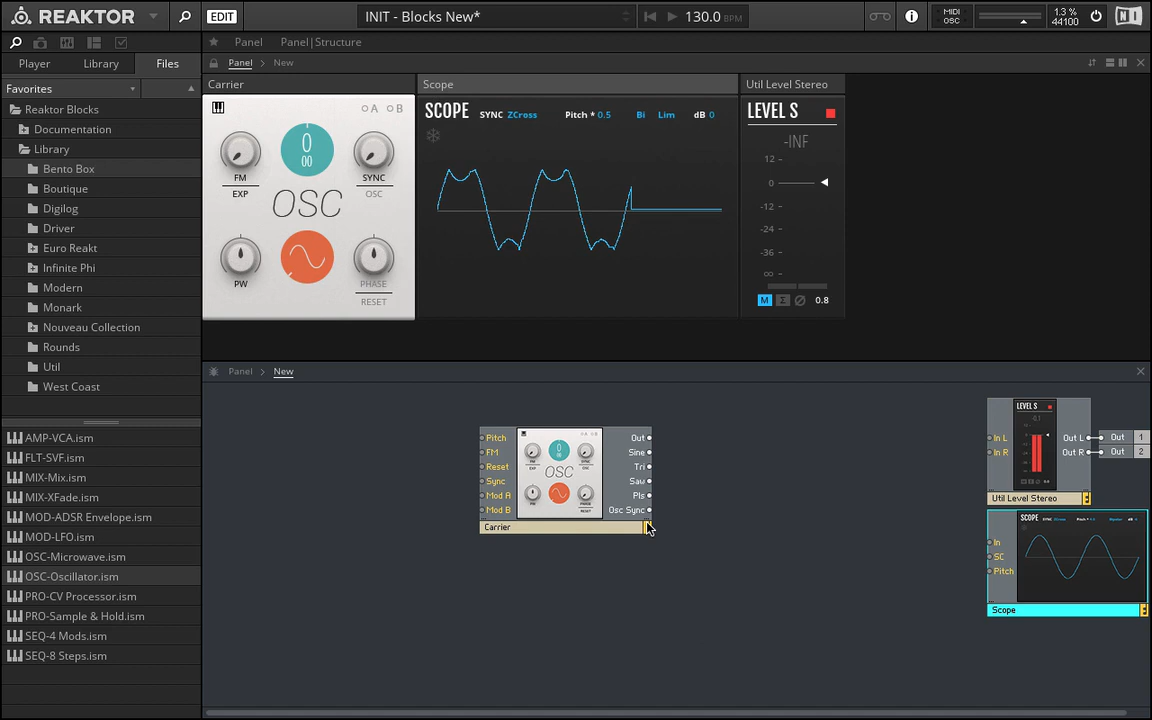 REAKTOR
EDIT
INIT - Blocks New*
130.0 BPM
MIDI
OSC
1.3 %
44100
Panel
Panel|Structure
Player
Library
Files
Panel
New
Favorites
Reaktor Blocks
Documentation
Library
Bento Box
Boutique
Digilog
Driver
Euro Reakt
Infinite Phi
Modern
Monark
Nouveau Collection
Rounds
Util
West Coast
AMP-VCA.ism
FLT-SVF.ism
MIX-Mix.ism
MIX-XFade.ism
MOD-ADSR Envelope.ism
MOD-LFO.ism
OSC-Microwave.ism
OSC-Oscillator.ism
PRO-CV Processor.ism
PRO-Sample & Hold.ism
SEQ-4 Mods.ism
SEQ-8 Steps.ism
Carrier
A
B
0
00
FM
EXP
SYNC
OSC
OSC
PW
PHASE
RESET
Scope
SCOPE
SYNC ZCross
Pitch * 0.5
Bi
Lim
dB 0
Util Level Stereo
LEVEL S
-INF
12
0
-12
-24
-36
∞
M
Σ
0.8
Panel
New
Pitch
FM
Reset
Sync
Mod A
Mod B
OSC
Out
Sine
Tri
Saw
Pls
Osc Sync
Carrier
LEVEL S
In L
In R
Out L
Out R
Out 1
Out 2
Util Level Stereo
SCOPE
In
SC
Pitch
Scope